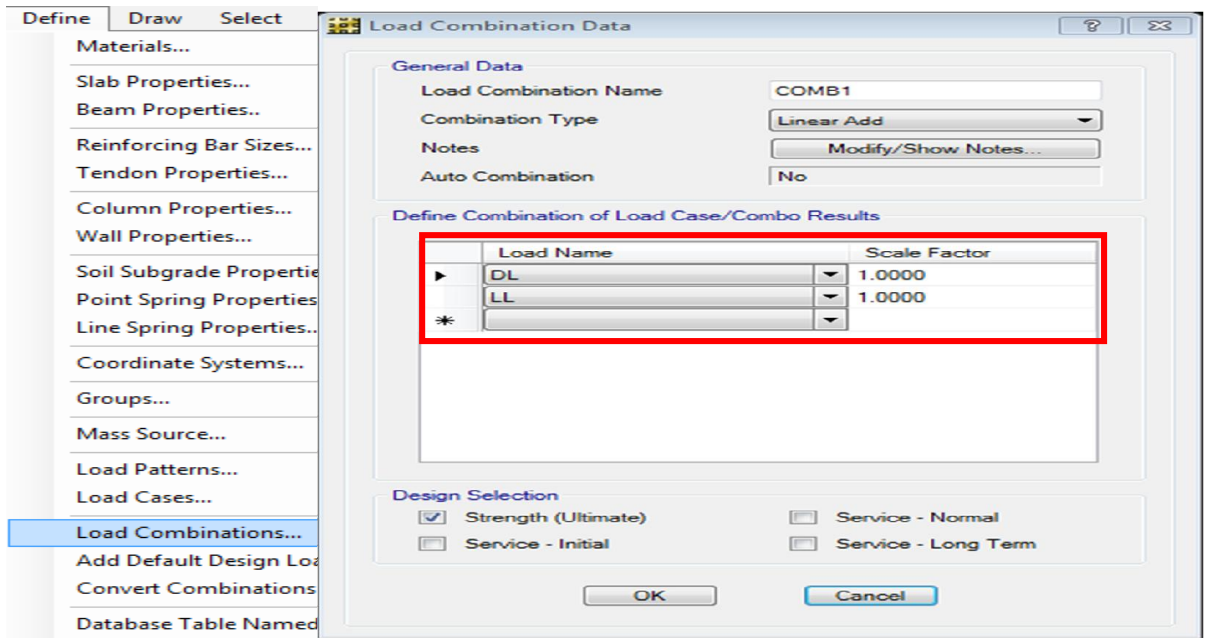 Define Draw Select
Materials...
Slab Properties...
Beam Properties..
Reinforcing Bar Sizes...
Tendon Properties...
Column Properties...
Wall Properties...
Soil Subgrade Propertie
Point Spring Properties
Line Spring Properties..
Coordinate Systems...
Groups...
Mass Source...
Load Patterns...
Load Cases...
Load Combinations...
Add Default Design Loa
Convert Combinations
Database Table Named
Load Combination Data
General Data
Load Combination Name COMB1
Combination Type Linear Add
Notes Modify/Show Notes...
Auto Combination No
Define Combination of Load Case/Combo Results
Load Name Scale Factor
DL 1.0000
LL 1.0000
Design Selection
Strength (Ultimate) Service - Normal
Service - Initial Service - Long Term
OK Cancel